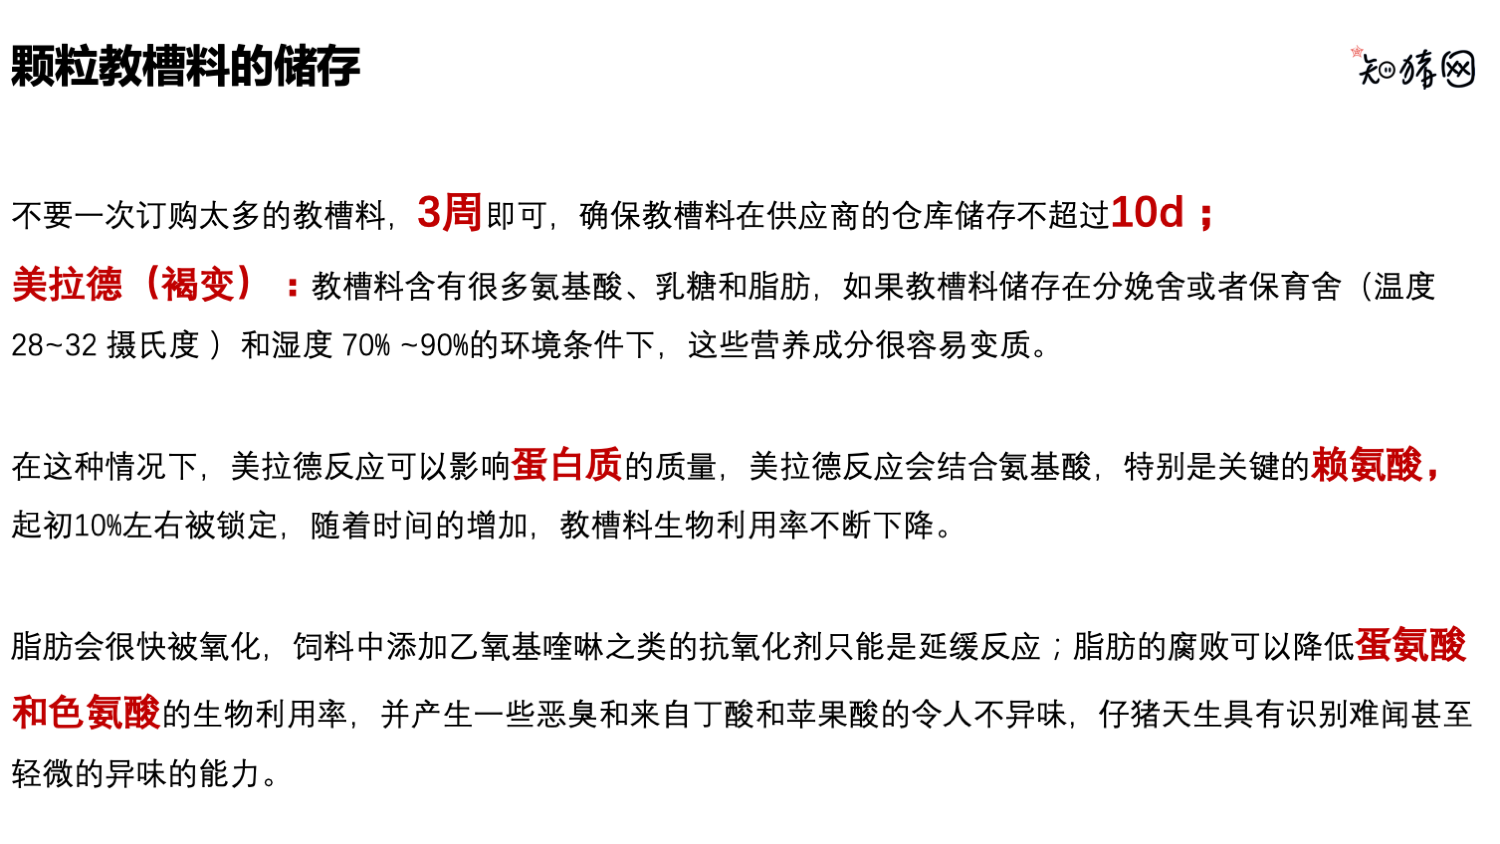 颗粒教槽料的储存
知猪网
不要一次订购太多的教槽料，3周即可，确保教槽料在供应商的仓库储存不超过10d；
美拉德（褐变）：教槽料含有很多氨基酸、乳糖和脂肪，如果教槽料储存在分娩舍或者保育舍（温度
28~32 摄氏度 ）和湿度 70% ~90%的环境条件下，这些营养成分很容易变质。
在这种情况下，美拉德反应可以影响蛋白质的质量，美拉德反应会结合氨基酸，特别是关键的赖氨酸，
起初10%左右被锁定，随着时间的增加，教槽料生物利用率不断下降。
脂肪会很快被氧化，饲料中添加乙氧基喹啉之类的抗氧化剂只能是延缓反应；脂肪的腐败可以降低蛋氨酸
和色氨酸的生物利用率，并产生一些恶臭和来自丁酸和苹果酸的令人不异味，仔猪天生具有识别难闻甚至
轻微的异味的能力。